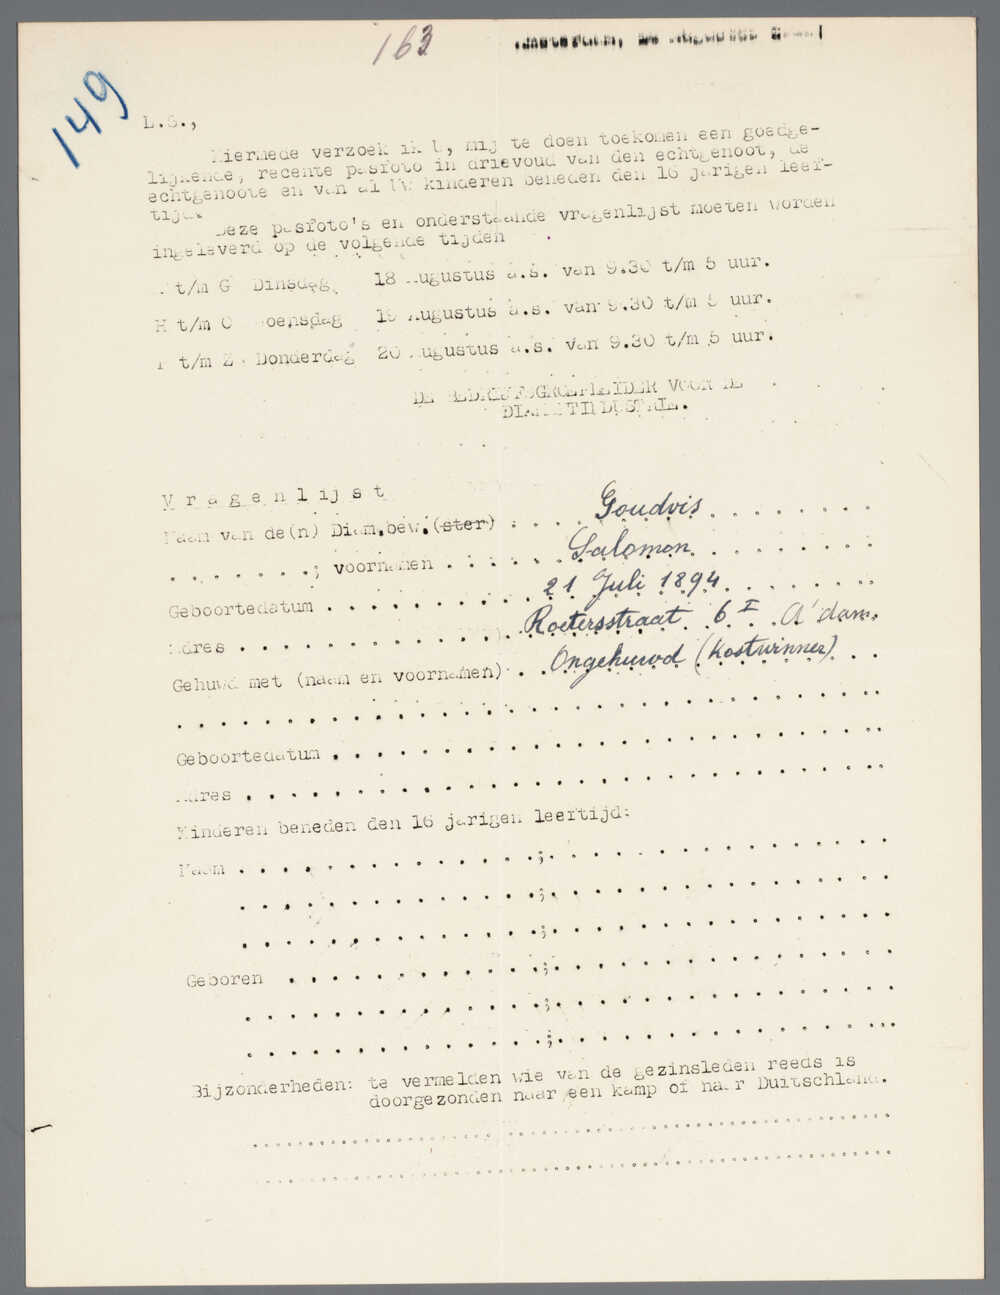 163
149
L.S.,
Hiermede verzoek ik U, mij te doen toekomen een goedge-
lijkende, recente pasfoto in drievoud van den echtgenoot, de
echtgenoote en van al Uw kinderen beneden den 16 jarigen leef-
tijd.
Deze pasfoto's en onderstaande vragenlijst moeten worden
ingeleverd op de volgende tijden
t/m G Dinsdag, 18 Augustus a.s. van 9.30 t/m 5 uur.
H t/m O Woensdag 19 Augustus a.s. van 9.30 t/m 5 uur.
P t/m Z Donderdag 20 Augustus a.s. van 9.30 t/m 5 uur.
DE BEDRIJFSGROEPLEIDER VOOR DE
DIAMANTINDUSTRIE.
V r a g e n l ij s t
Naam van de(n) Diam.bew.(ster) . . . . Goudvis . . . . . . . .
. . . . . . . ; voornamen . . . . . . Salomon . . . . . . . .
Geboortedatum . . . . . . . . . . 21 Juli 1894 . . . . . . .
Adres . . . . . . . . . . . . Roetersstraat 6 I A'dam.
Gehuwd met (naam en voornamen) . . Ongehuwd (Kostwinner) . .
. . . . . . . . . . . . . . . . . . . . . . . . . . . . . . . .
Geboortedatum . . . . . . . . . . . . . . . . . . . . . . . . .
Adres . . . . . . . . . . . . . . . . . . . . . . . . . . . . .
Kinderen beneden den 16 jarigen leeftijd:
Naam . . . . . . . . . . . . . . ; . . . . . . . . . . . . . .
. . . . . . . . . . . . . . ; . . . . . . . . . . . . . .
. . . . . . . . . . . . . . ; . . . . . . . . . . . . . .
Geboren . . . . . . . . . . . . ; . . . . . . . . . . . . . .
. . . . . . . . . . . . . . ; . . . . . . . . . . . . . .
. . . . . . . . . . . . . . ; . . . . . . . . . . . . . .
Bijzonderheden: te vermelden wie van de gezinsleden reeds is
doorgezonden naar een kamp of naar Duitschland.
. . . . . . . . . . . . . . . . . . . . . . . . . . . . . .
. . . . . . . . . . . . . . . . . . . . . . . . . . . . . .